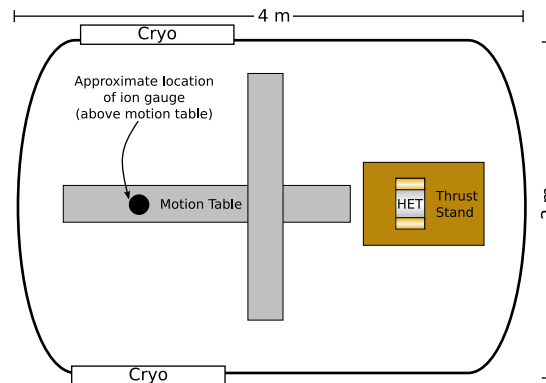 4 m
Cryo
Approximate location
of ion gauge
(above motion table)
Motion Table
HET
Thrust
Stand
Cryo